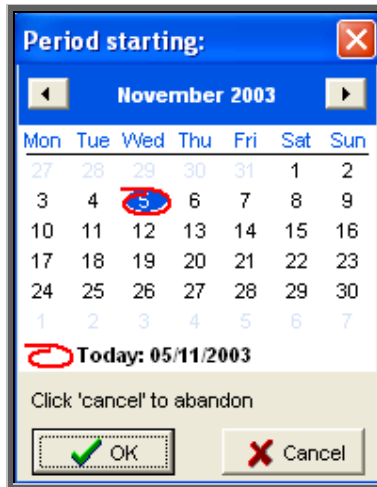 Period starting:
November 2003
Mon Tue Wed Thu Fri Sat Sun
27 28 29 30 31 1 2
3 4 5 6 7 8 9
10 11 12 13 14 15 16
17 18 19 20 21 22 23
24 25 26 27 28 29 30
1 2 3 4 5 6 7
Today: 05/11/2003
Click 'cancel' to abandon
OK Cancel